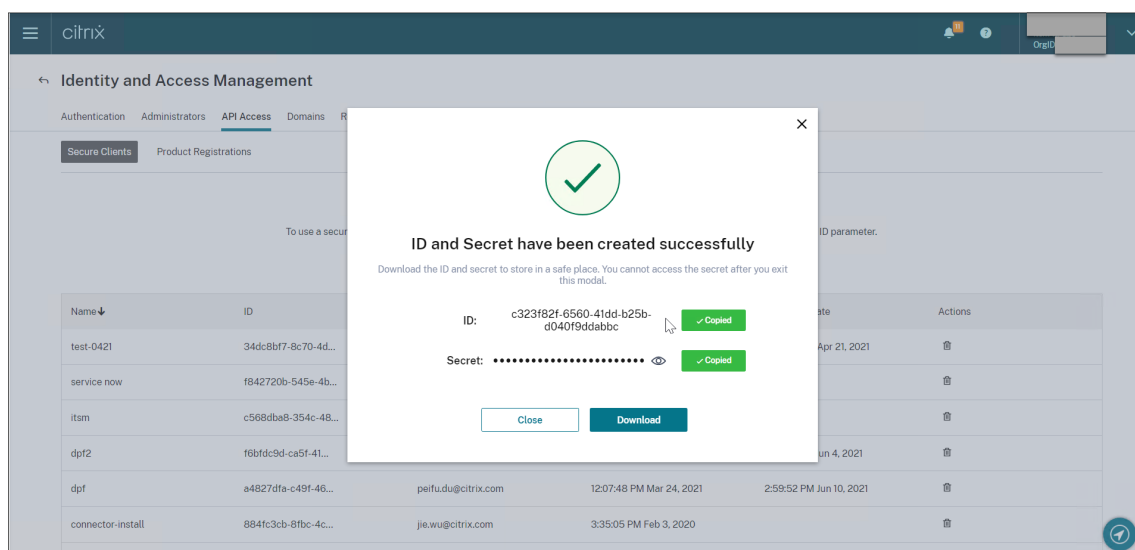 citrix
11
?
OrgID
Identity and Access Management
Authentication Administrators API Access Domains R
Secure Clients Product Registrations
To use a secur
ID parameter.
ID and Secret have been created successfully
Download the ID and secret to store in a safe place. You cannot access the secret after you exit
this modal.
ID:
c323f82f-6560-41dd-b25b-
d040f9ddabbc
Copied
Secret: •••••••••••••••••••••••• Copied
Close Download
Name ID ate Actions
test-0421 34dc8bf7-8c70-4d... Apr 21, 2021
service now f842720b-545e-4b...
itsm c568dba8-354c-48...
dpf2 f6bfdc9d-ca5f-41... un 4, 2021
dpf a4827dfa-c49f-46... peifu.du@citrix.com 12:07:48 PM Mar 24, 2021 2:59:52 PM Jun 10, 2021
connector-install 884fc3cb-8fbc-4c... jie.wu@citrix.com 3:35:05 PM Feb 3, 2020